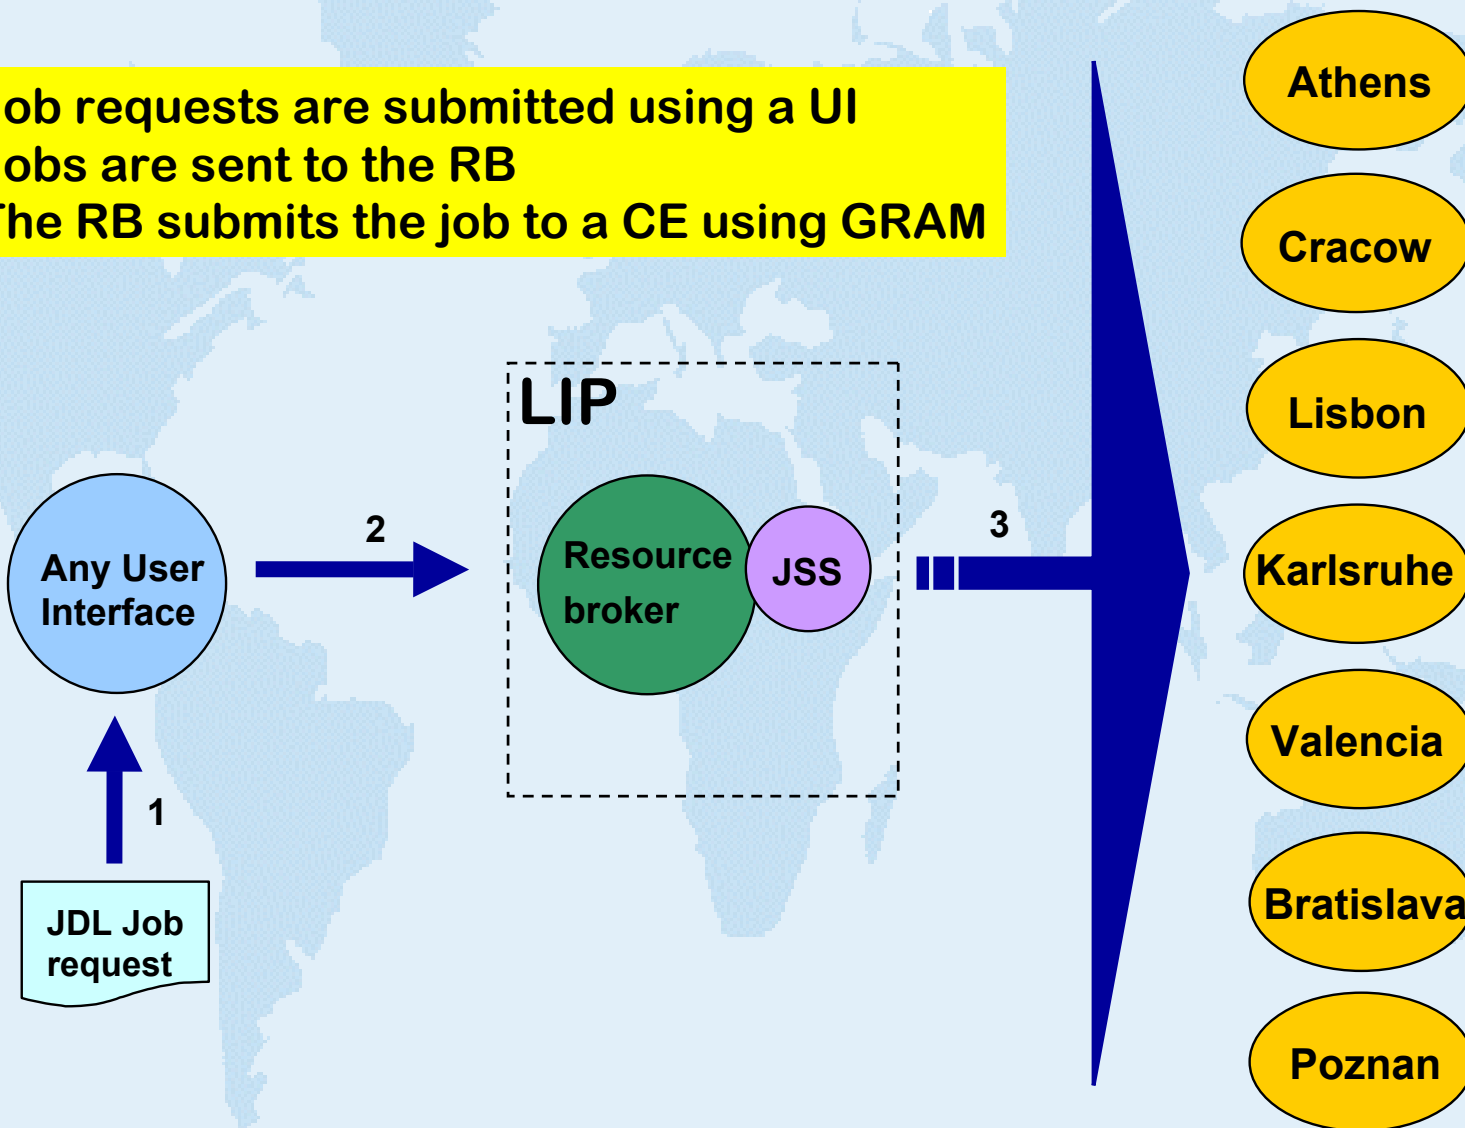 ob requests are submitted using a UI
obs are sent to the RB
The RB submits the job to a CE using GRAM
LIP
Any User
Interface
2
Resource
broker
JSS
3
1
JDL Job
request
Athens
Cracow
Lisbon
Karlsruhe
Valencia
Bratislava
Poznan